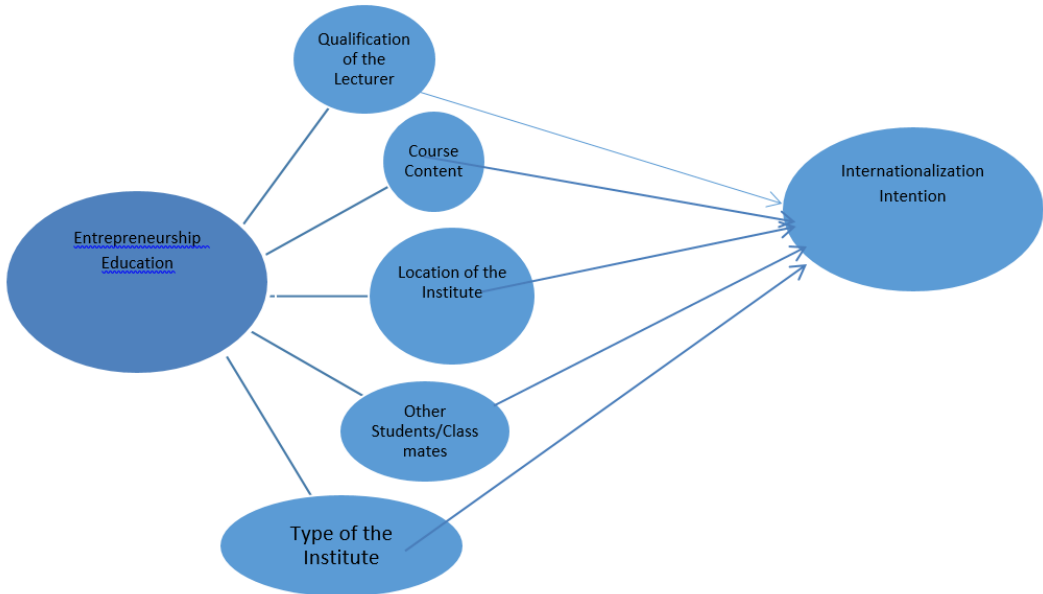 Qualification
of the
Lecturer
Course
Content
Internationalization
Intention
Entrepreneurship
Education
Location of the
Institute
Other
Students/Class
mates
Type of the
Institute